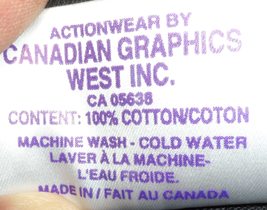 ACTIONWEAR BY
CANADIAN GRAPHICS
WEST INC.
CA 05638
CONTENT: 100% COTTON/COTON
MACHINE WASH - COLD WATER
LAVER À LA MACHINE-
L'EAU FROIDE.
MADE IN / FAIT AU CANADA